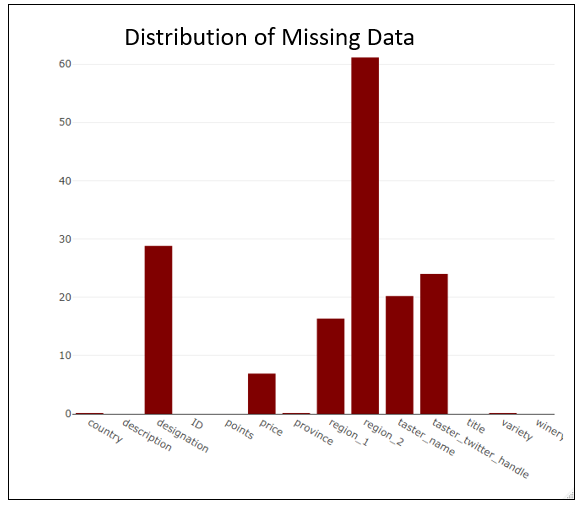 Distribution of Missing Data
60
50
40
30
20
10
0
country
description
designation
ID
points
price
province
region_1
region_2
taster_name
taster_twitter_handle
title
variety
winery